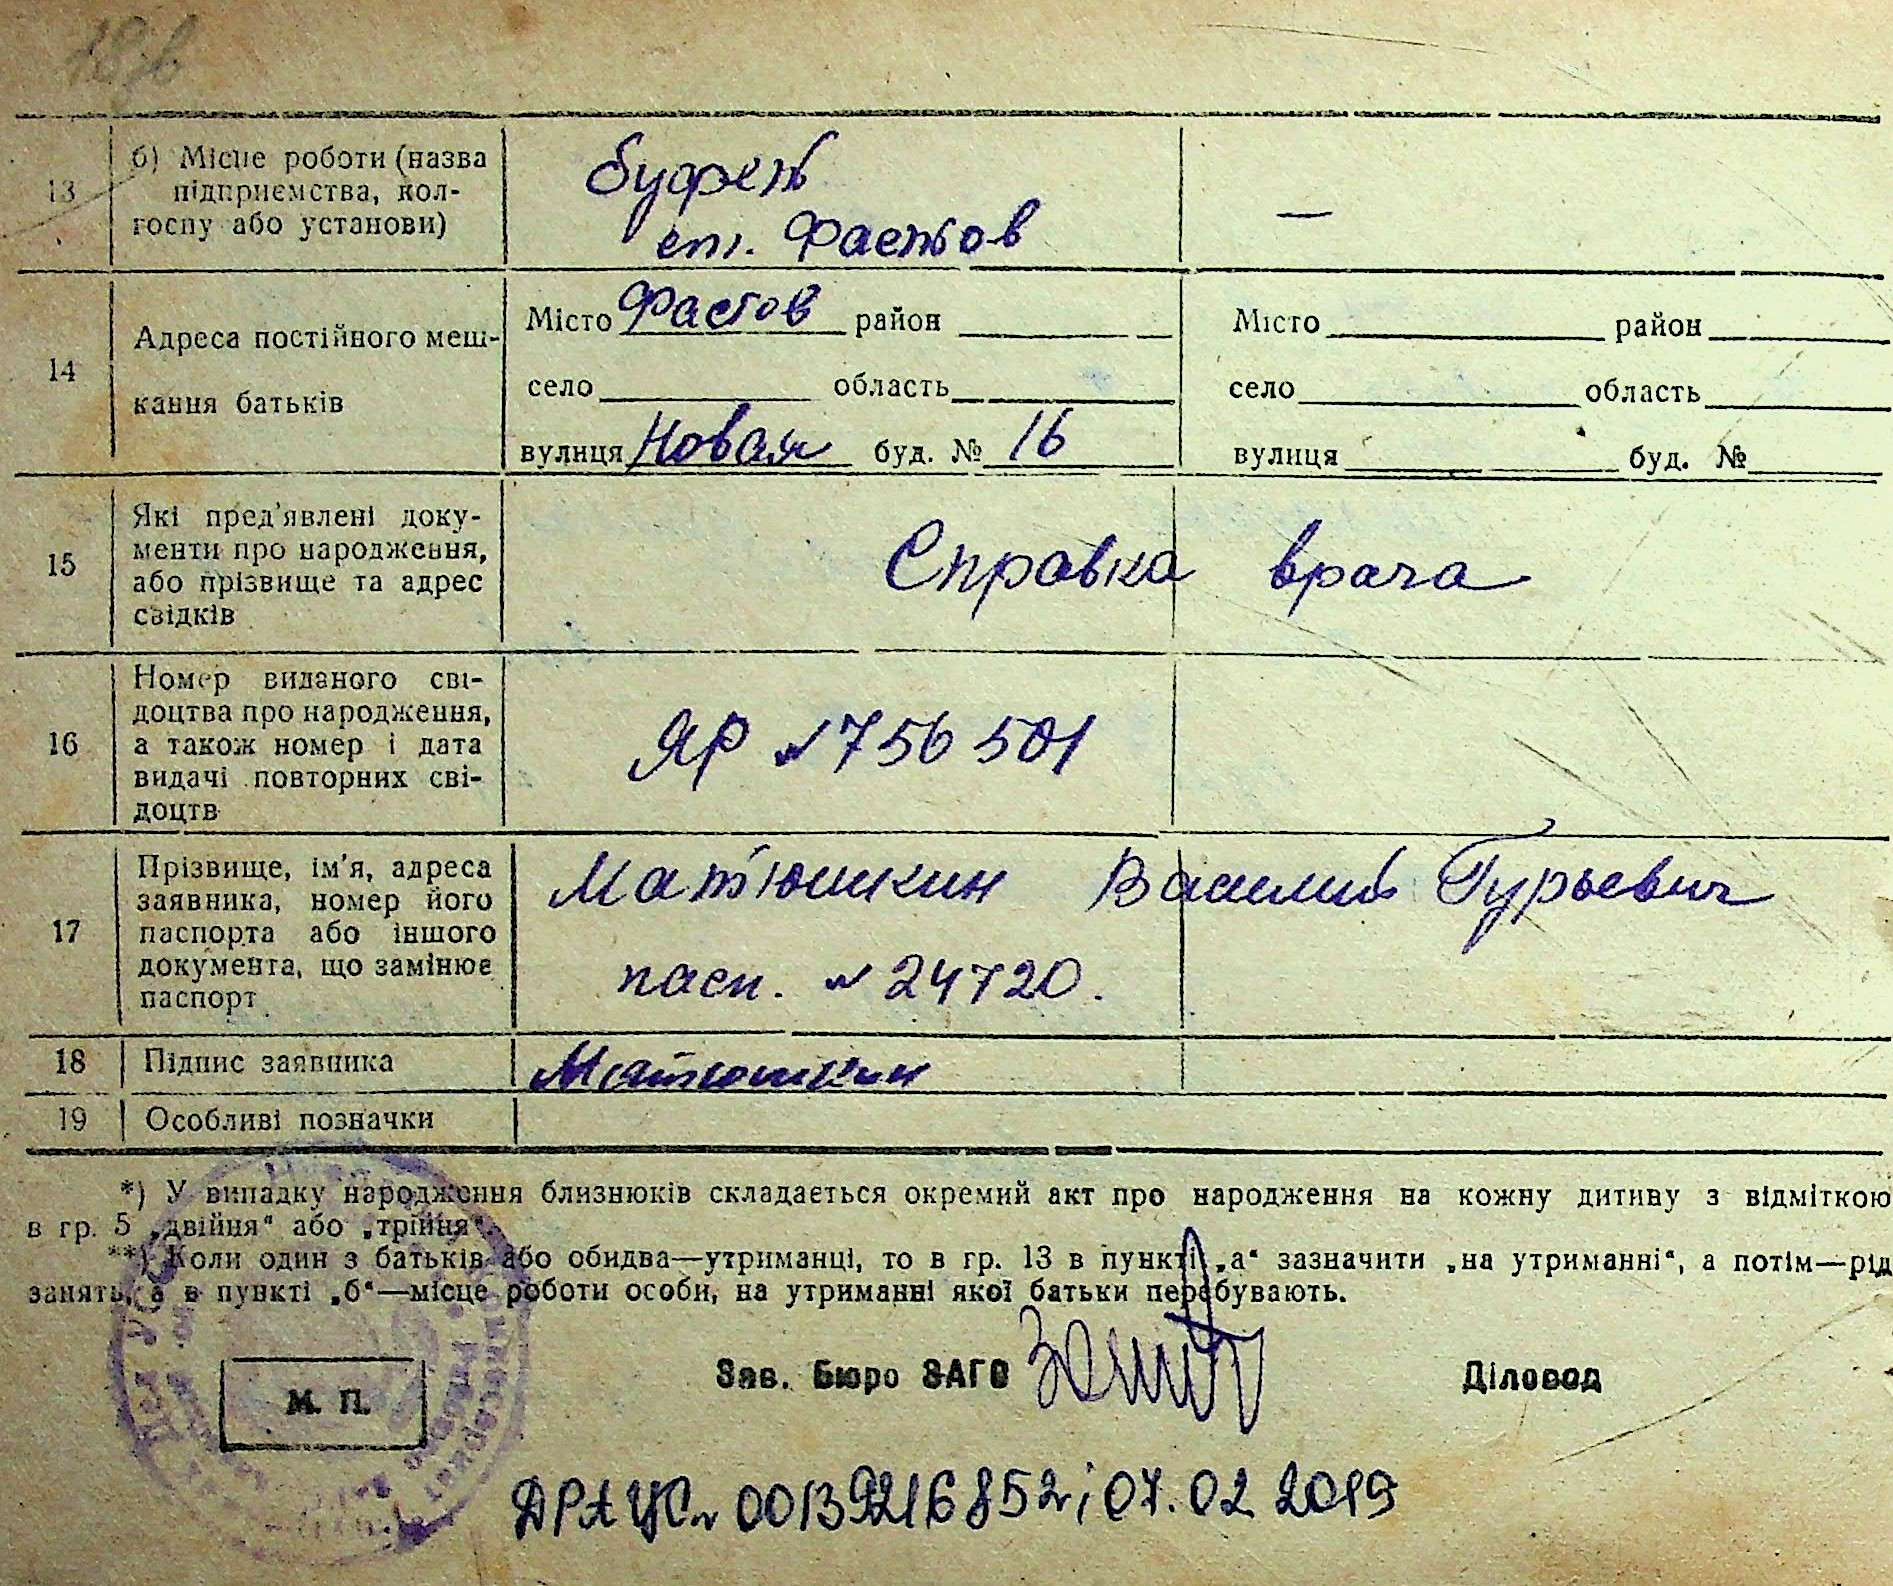 13 б) Місце роботи (назва
підприємства, кол-
госпу або установи)
буфет
ст. Фастов
—
14 Адреса постійного меш-
кання батьків
Місто Фастов район
село область
вулиця Новая буд. № 16
Місто район
село область
вулиця буд. №
15 Які пред'явлені доку-
менти про народження,
або прізвище та адрес
свідків
Справка врача
16 Номер виданого сві-
доцтва про народження,
а також номер і дата
видачі повторних сві-
доцтв
ЯР № 756501
17 Прізвище, ім'я, адреса
заявника, номер його
паспорта або іншого
документа, що замінює
паспорт
Матюшкин Василий Гурьевич
пасп. № 24720.
18 Підпис заявника
Матюшкин
19 Особливі позначки
*) У випадку народження близнюків складається окремий акт про народження на кожну дитину з відміткою
в гр. 5 „двійня“ або „трійня“.
**) Коли один з батьків або обидва—утриманці, то в гр. 13 в пункті „а“ зазначити „на утриманні“, а потім—рід
занять, а в пункті „б“—місце роботи особи, на утриманні якої батьки перебувають.
Зав. Бюро ЗАГС
Діловод
М. П.
ДРАЦС № 00139216852; 07.02 2019